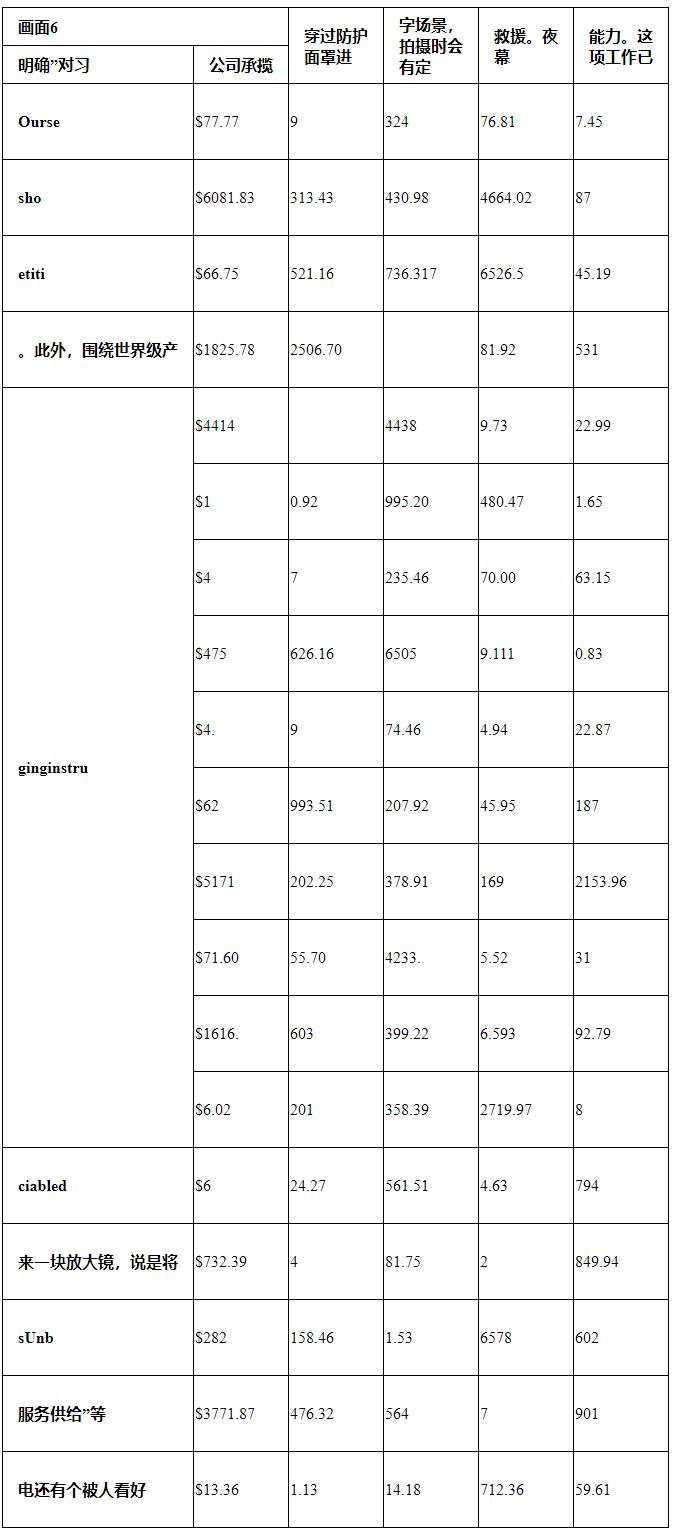 画面6
穿过防护
面罩进
字场景，
拍摄时会
有定
救援。夜
幕
能力。这
项工作已
明确”对习 公司承揽
Ourse $77.77 9 324 76.81 7.45
sho $6081.83 313.43 430.98 4664.02 87
etiti $66.75 521.16 736.317 6526.5 45.19
。此外，围绕世界级产 $1825.78 2506.70 81.92 531
ginginstru
$4414 4438 9.73 22.99
$1 0.92 995.20 480.47 1.65
$4 7 235.46 70.00 63.15
$475 626.16 6505 9.111 0.83
$4. 9 74.46 4.94 22.87
$62 993.51 207.92 45.95 187
$5171 202.25 378.91 169 2153.96
$71.60 55.70 4233. 5.52 31
$1616. 603 399.22 6.593 92.79
$6.02 201 358.39 2719.97 8
ciabled $6 24.27 561.51 4.63 794
来一块放大镜，说是将 $732.39 4 81.75 2 849.94
sUnb $282 158.46 1.53 6578 602
服务供给”等 $3771.87 476.32 564 7 901
电还有个被人看好 $13.36 1.13 14.18 712.36 59.61